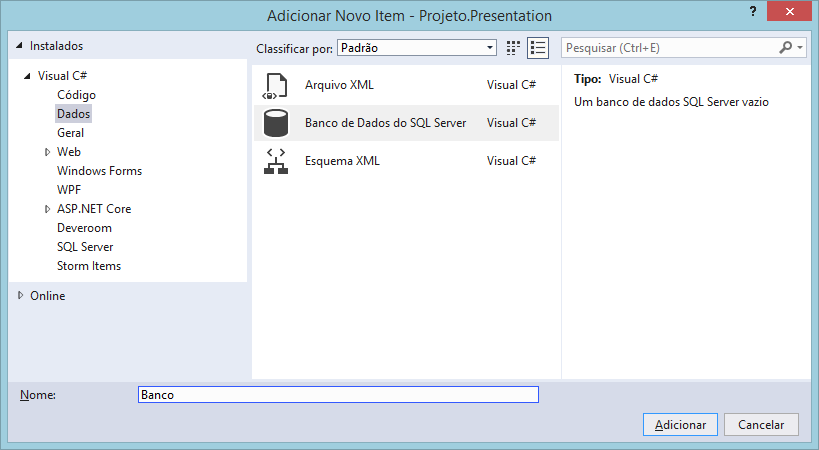 Adicionar Novo Item - Projeto.Presentation
?
Instalados
Classificar por: Padrão
Pesquisar (Ctrl+E)
Visual C#
Código
Dados
Geral
Web
Windows Forms
WPF
ASP.NET Core
Deveroom
SQL Server
Storm Items
Online
Arquivo XML Visual C#
Banco de Dados do SQL Server Visual C#
Esquema XML Visual C#
Tipo: Visual C#
Um banco de dados SQL Server vazio
Nome: Banco
Adicionar Cancelar